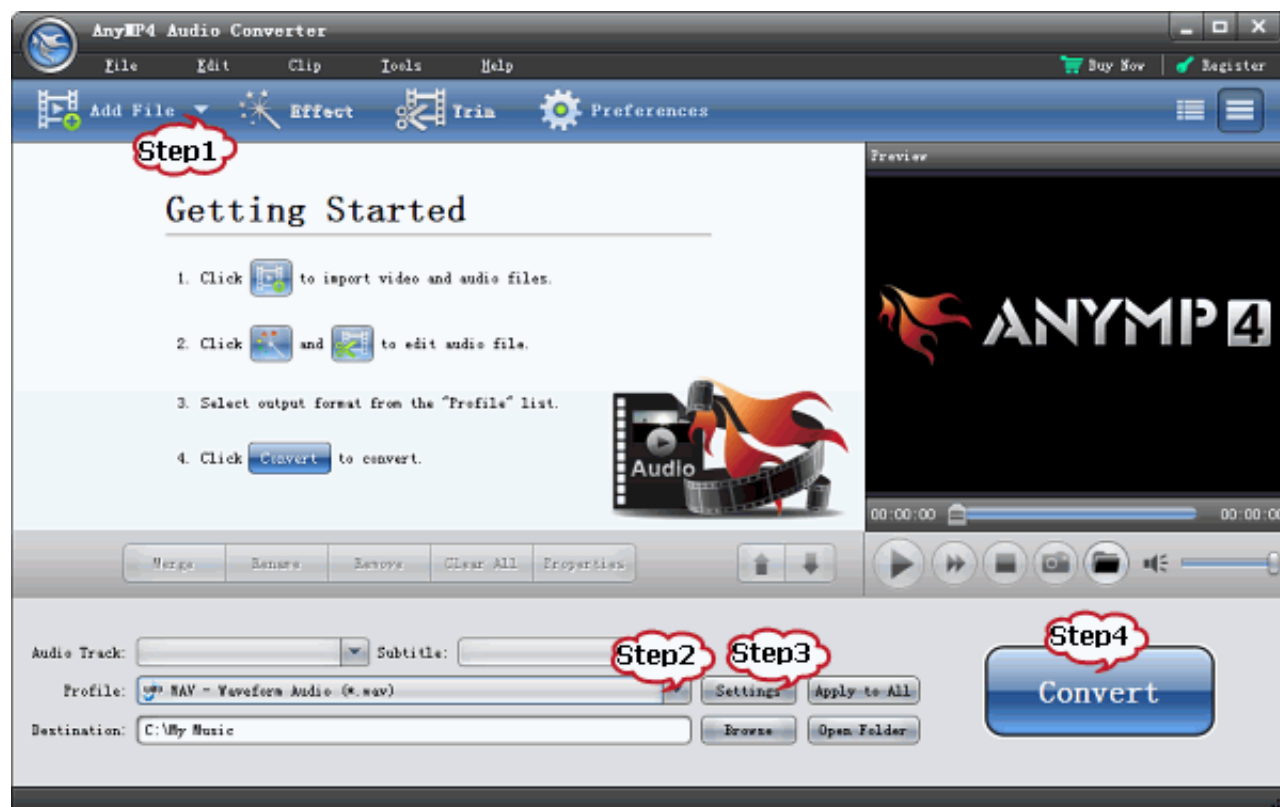 AnyMP4 Audio Converter
File Edit Clip Tools Help Buy Now Register
Add File Effect Trim Preferences
Step1
Preview
Getting Started
1. Click to import video and audio files.
2. Click and to edit audio file.
3. Select output format from the "Profile" list.
4. Click Convert to convert.
Audio
ANYMP4
00:00:00 00:00:0
Merge Rename Remove Clear All Properties
Step2 Step3 Step4
Audio Track: Subtitle:
Profile: WAV - Waveform Audio (*.wav) Settings Apply to All Convert
Destination: C:\My Music Browse Open Folder